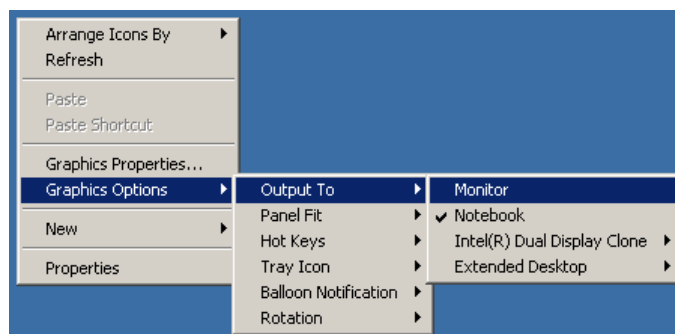 Arrange Icons By
Refresh
Paste
Paste Shortcut
Graphics Properties...
Graphics Options
New
Properties
Output To
Panel Fit
Hot Keys
Tray Icon
Balloon Notification
Rotation
Monitor
Notebook
Intel(R) Dual Display Clone
Extended Desktop